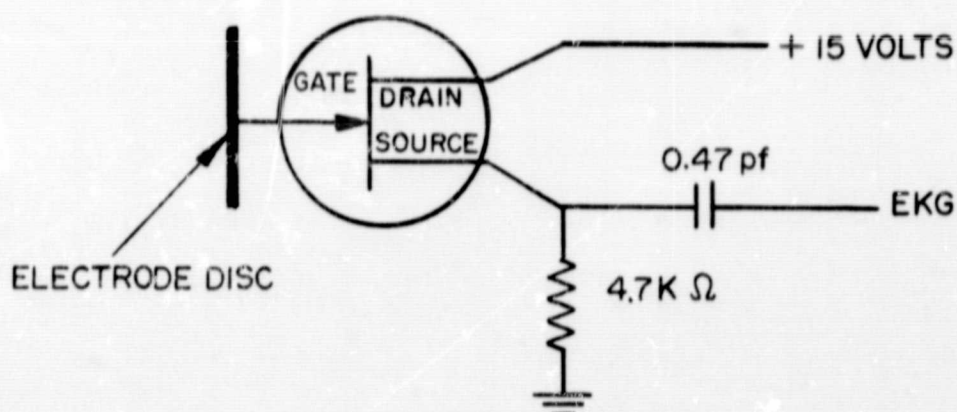 + 15 VOLTS
GATE
DRAIN
SOURCE
0.47 pf
EKG
ELECTRODE DISC
4.7K Ω